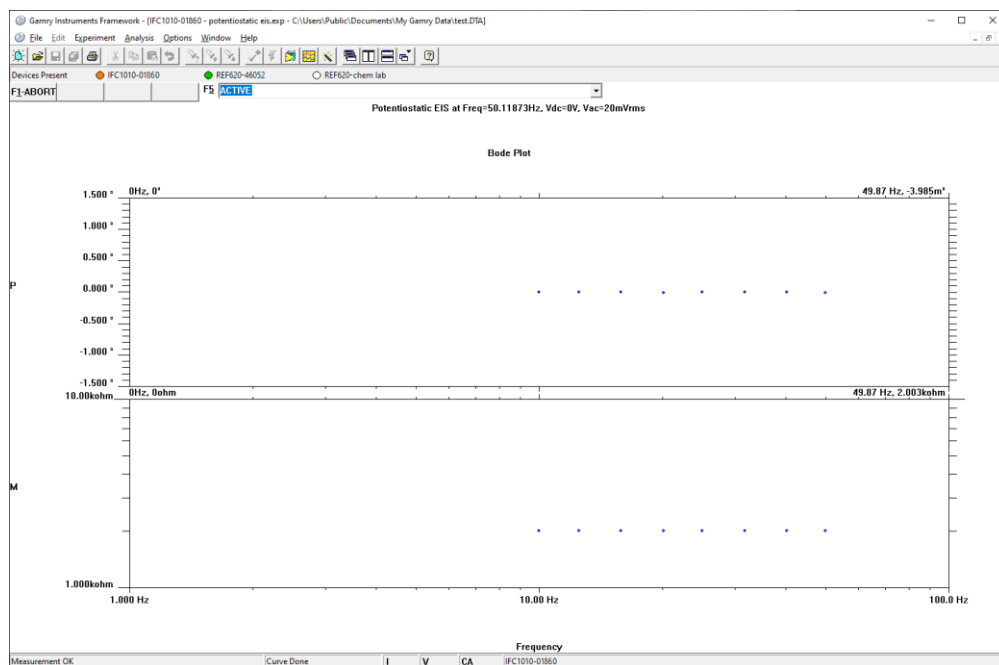 Gamry Instruments Framework - [IFC1010-01860 - potentiostatic eis.exp - C:\Users\Public\Documents\My Gamry Data\test.DTA]
File Edit Experiment Analysis Options Window Help
Devices Present IFC1010-01860 REF620-46052 REF620-chem lab
F1-ABORT F5 ACTIVE
Potentiostatic EIS at Freq=50.11873Hz, Vdc=0V, Vac=20mVrms
Bode Plot
0Hz, 0° 49.87 Hz, -3.985m°
1.500 °
1.000 °
0.500 °
P
0.000 °
-0.500 °
-1.000 °
-1.500 °
10.00kohm 0Hz, 0ohm 49.87 Hz, 2.003kohm
M
1.000kohm
1.000 Hz 10.00 Hz 100.0 Hz
Frequency
Measurement OK Curve Done I V CA IFC1010-01860